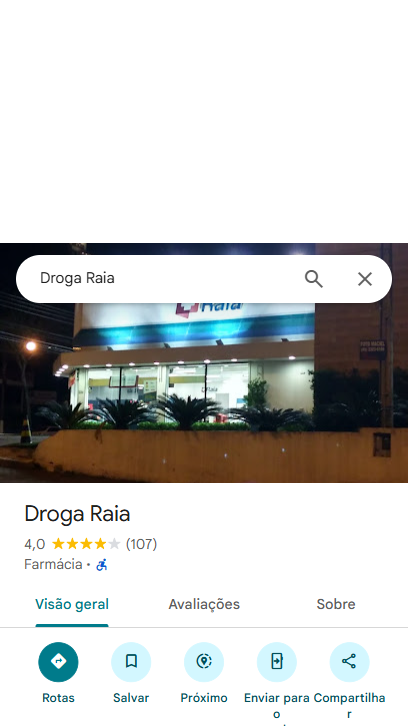 Droga Raia
Raia
Droga Raia
4,0 (107)
Farmácia •
Visão geral Avaliações Sobre
Rotas Salvar Próximo Enviar para o Compartilhar